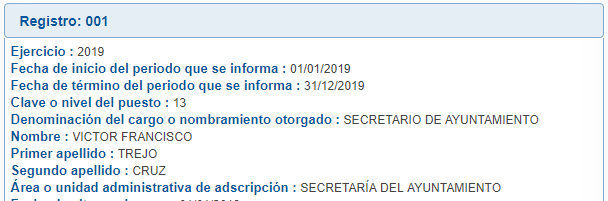 Registro: 001
Ejercicio : 2019
Fecha de inicio del periodo que se informa : 01/01/2019
Fecha de término del periodo que se informa : 31/12/2019
Clave o nivel del puesto : 13
Denominación del cargo o nombramiento otorgado : SECRETARIO DE AYUNTAMIENTO
Nombre : VICTOR FRANCISCO
Primer apellido : TREJO
Segundo apellido : CRUZ
Área o unidad administrativa de adscripción : SECRETARÍA DEL AYUNTAMIENTO